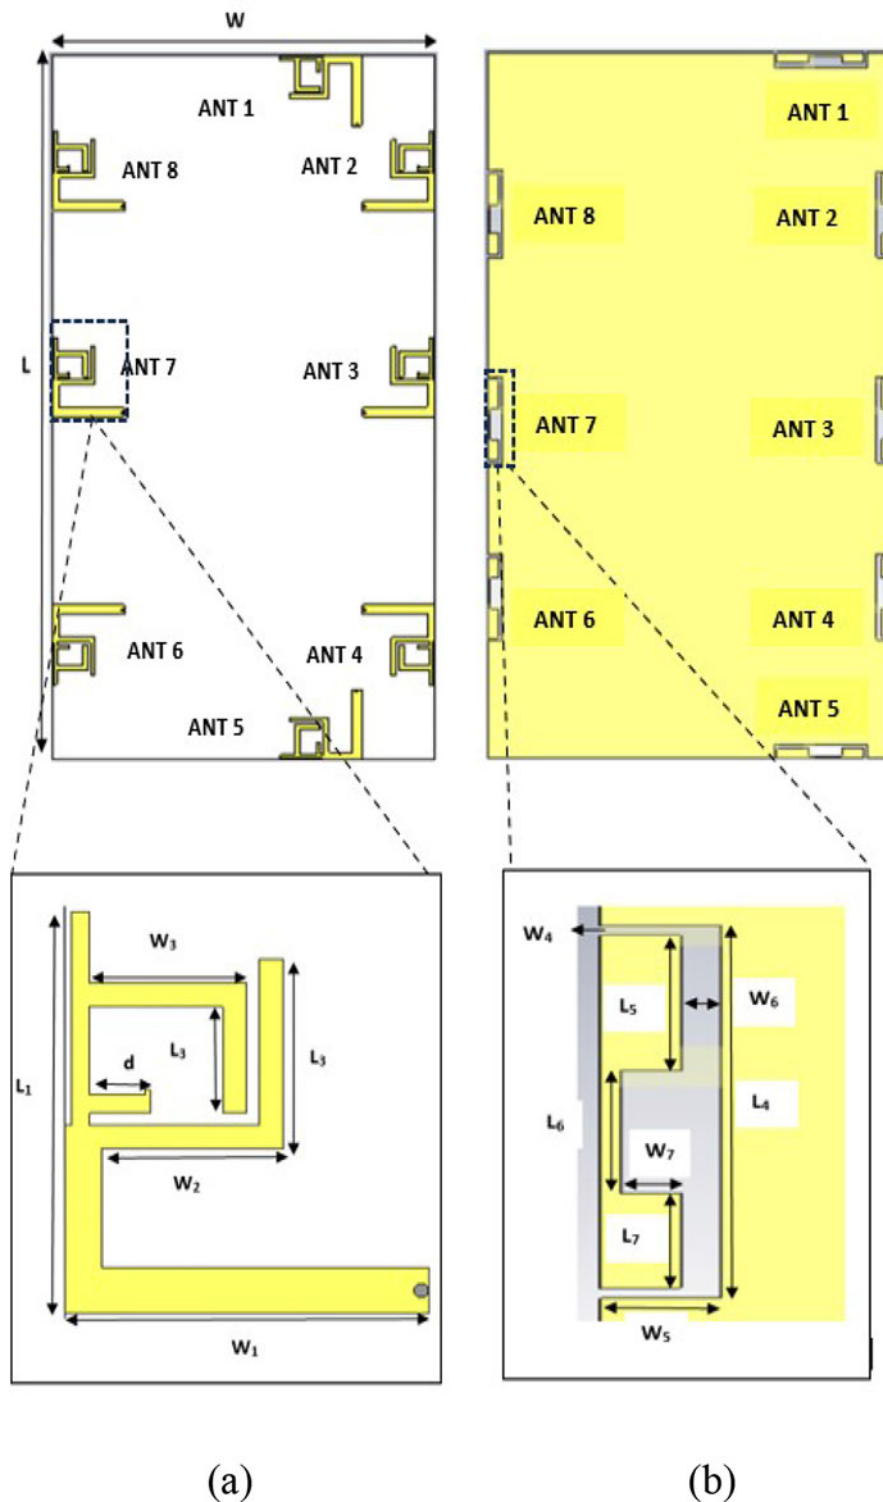 W
ANT 1
ANT 8
ANT 2
L
ANT 7
ANT 3
ANT 6
ANT 4
ANT 5
ANT 1
ANT 8
ANT 2
ANT 7
ANT 3
ANT 6
ANT 4
ANT 5
W₃
L₃
L₃
d
L₁
W₂
W₁
W₄
L₅
W₆
L₆
L₄
W₇
L₇
W₅
(a)
(b)